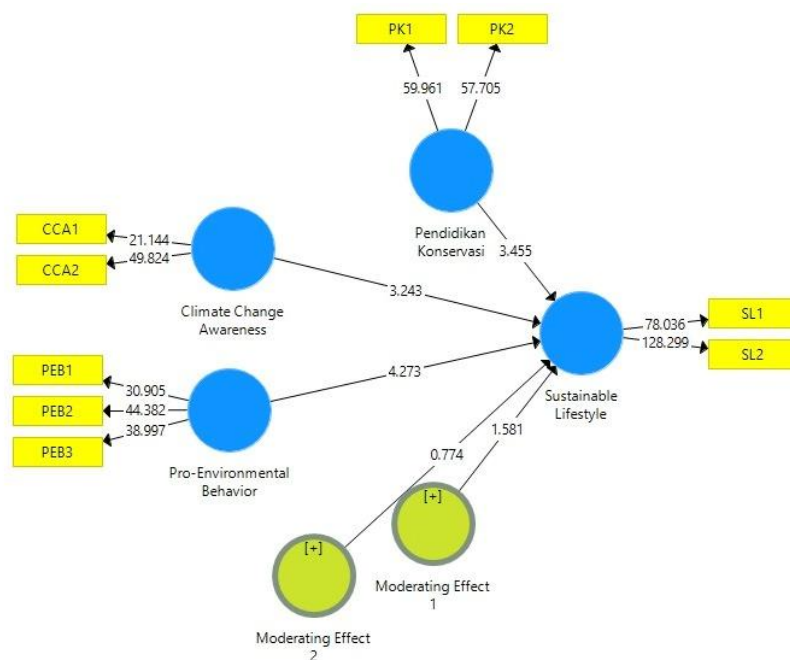 PK1
PK2
59.961
57.705
Pendidikan
Konservasi
3.455
CCA1
CCA2
21.144
49.824
Climate Change
Awareness
3.243
PEB1
PEB2
PEB3
30.905
44.382
38.997
Pro-Environmental
Behavior
4.273
Sustainable
Lifestyle
78.036
128.299
SL1
SL2
0.774
1.581
[+]
Moderating Effect
1
[+]
Moderating Effect
2